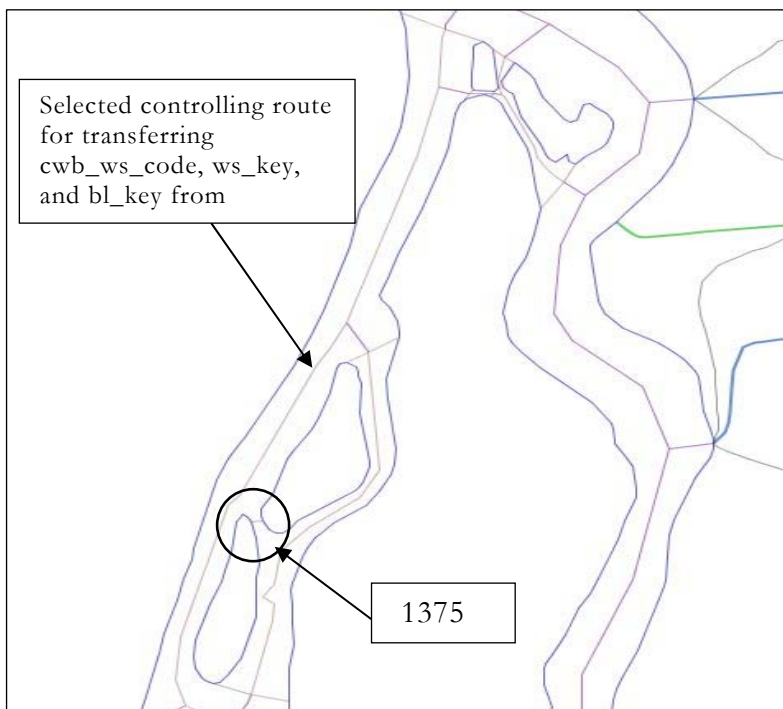 Selected controlling route
for transferring
cwb_ws_code, ws_key,
and bl_key from
1375